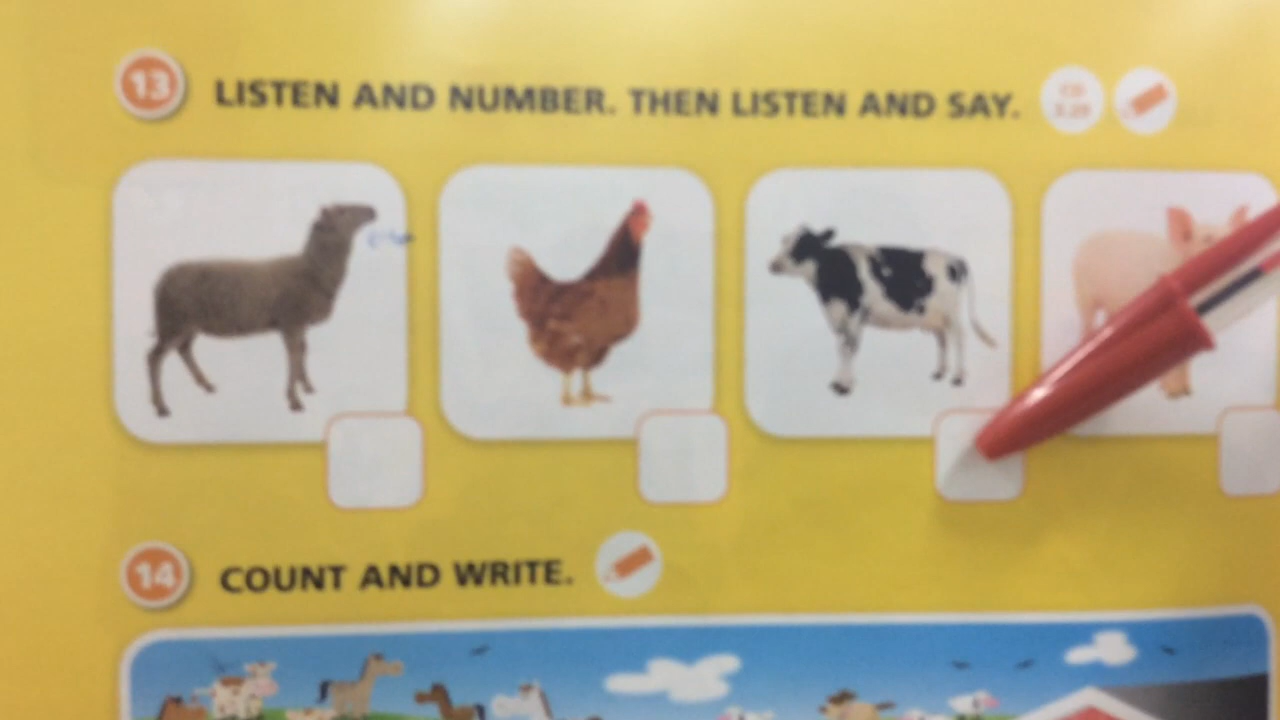 13 LISTEN AND NUMBER. THEN LISTEN AND SAY.
14 COUNT AND WRITE.